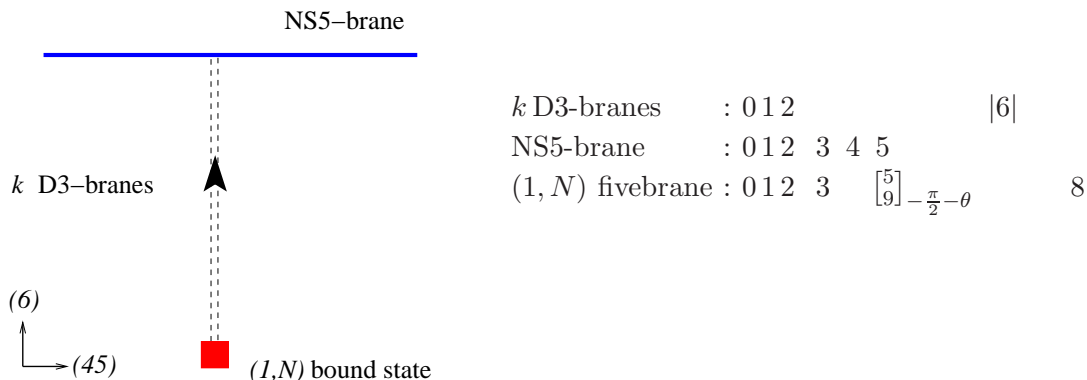 NS5−brane
k D3−branes
(6)
(45)
(1,N) bound state
k D3-branes : 0 1 2 |6|
NS5-brane : 0 1 2 3 4 5
(1, N) fivebrane : 0 1 2 3 [5 9]_{−π/2−θ} 8